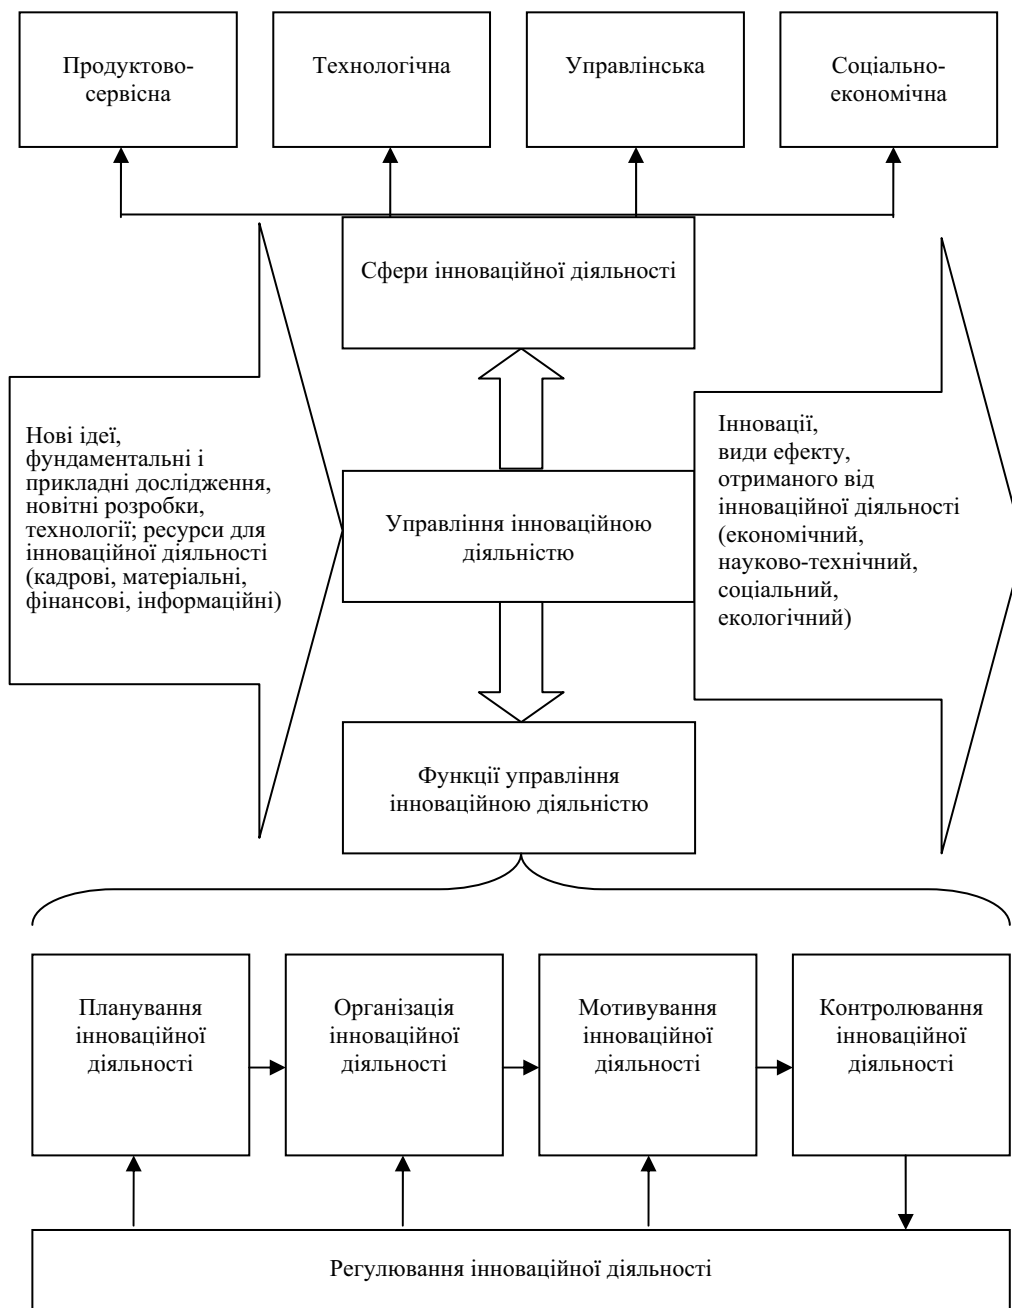 Продуктово-
сервісна
Технологічна
Управлінська
Соціально-
економічна
Сфери інноваційної діяльності
Нові ідеї,
фундаментальні і
прикладні дослідження,
новітні розробки,
технології; ресурси для
інноваційної діяльності
(кадрові, матеріальні,
фінансові, інформаційні)
Управління інноваційною
діяльністю
Інновації,
види ефекту,
отриманого від
інноваційної діяльності
(економічний,
науково-технічний,
соціальний,
екологічний)
Функції управління
інноваційною діяльністю
Планування
інноваційної
діяльності
Організація
інноваційної
діяльності
Мотивування
інноваційної
діяльності
Контролювання
інноваційної
діяльності
Регулювання інноваційної діяльності